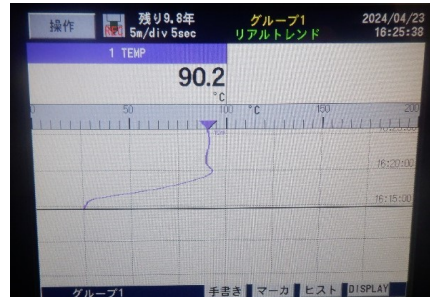 操作
残り9.8年
5m/div 5sec
グループ1
リアルトレンド
2024/04/23
16:25:38
1 TEMP
90.2
°C
0 50 100 °C 150 200
16:20:00
16:15:00
グループ1 手書き マーカ ヒスト DISPLAY